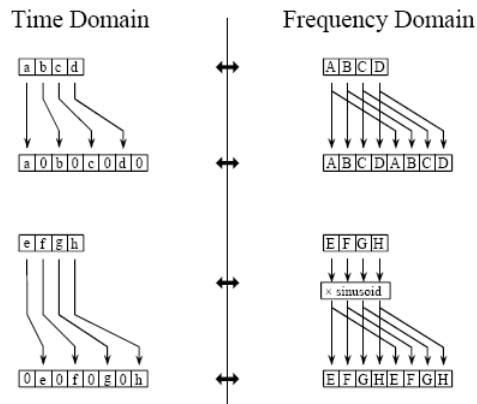 Time Domain Frequency Domain
a b c d A B C D
a 0 b 0 c 0 d 0 A B C D A B C D
e f g h E F G H
× sinusoid
0 e 0 f 0 g 0 h E F G H E F G H